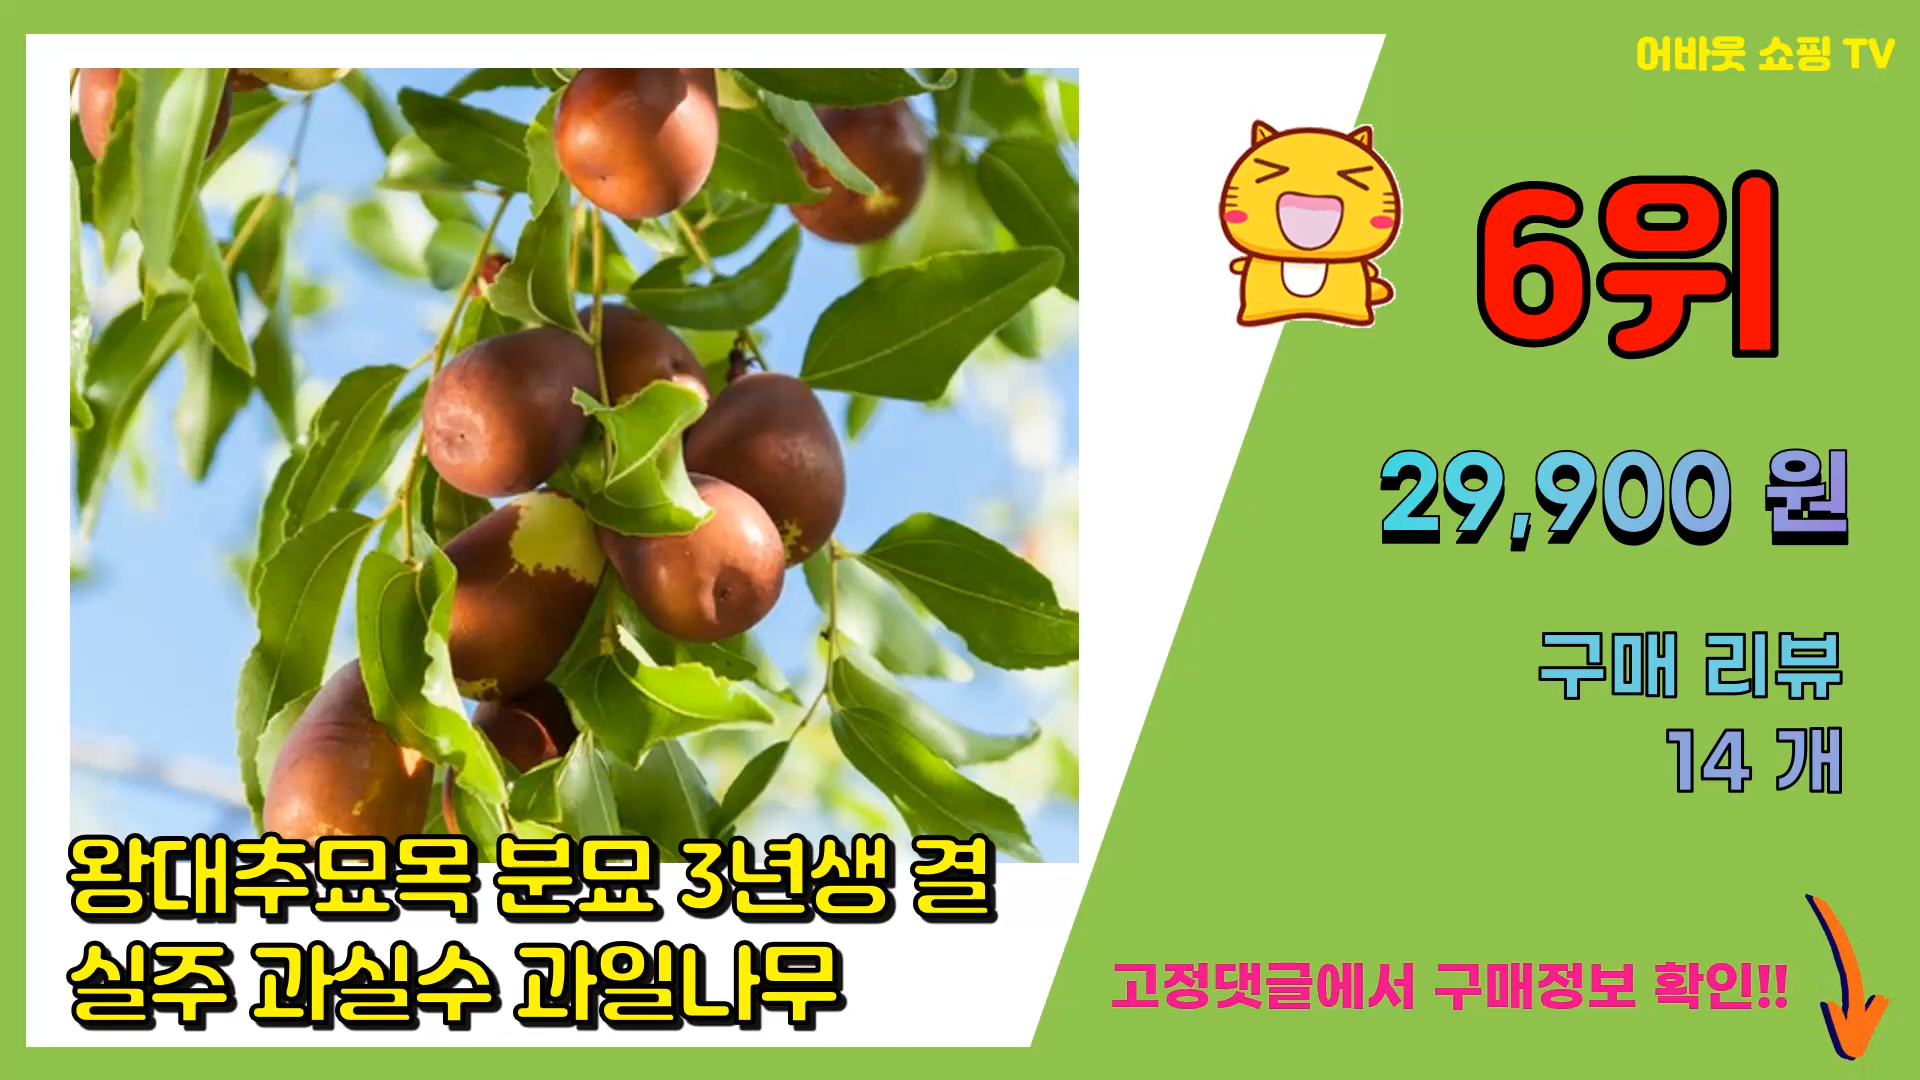 어바웃 쇼핑 TV
6위
29,900 원
구매 리뷰
14 개
왕대추묘목 분묘 3년생 결
실주 과실수 과일나무
고정댓글에서 구매정보 확인!!